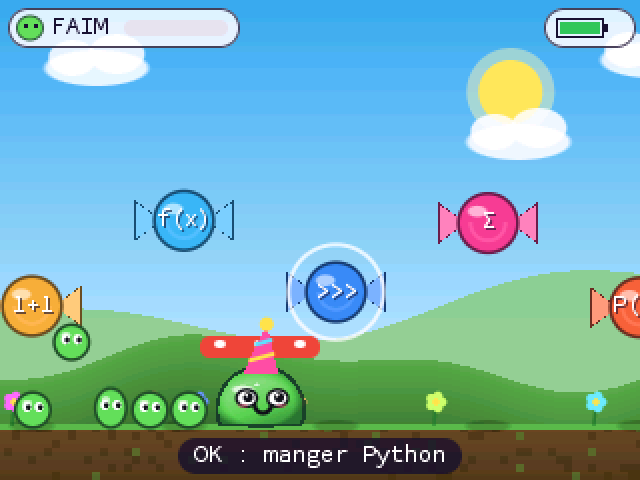 FAIM
f(x)
Σ
>>>
1+1
P(
OK : manger Python